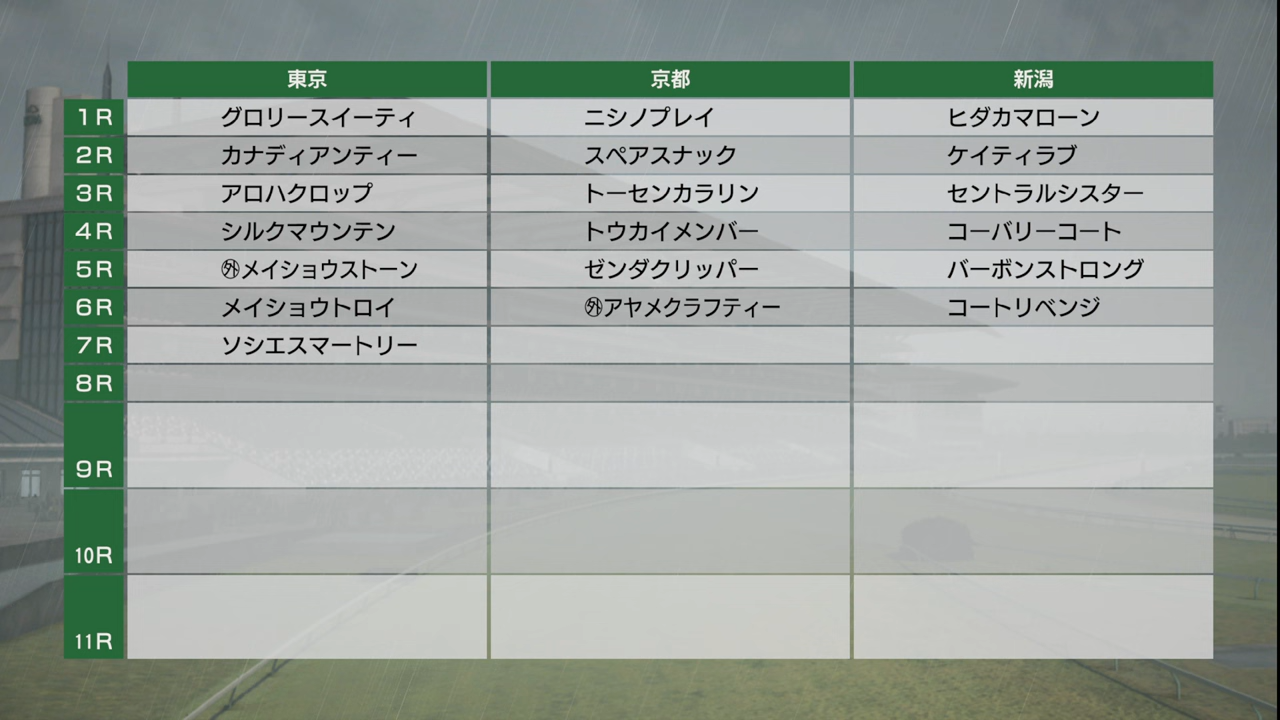 東京 京都 新潟
1R グロリースイーティ ニシノプレイ ヒダカマローン
2R カナディアンティー スペアスナック ケイティラブ
3R アロハクロップ トーセンカラリン セントラルシスター
4R シルクマウンテン トウカイメンバー コーバリーコート
5R ㊕メイショウストーン ゼンダクリッパー バーボンストロング
6R メイショウトロイ 外アヤメクラフティー コートリベンジ
7R ソシエスマートリー
8R
9R
10R
11R